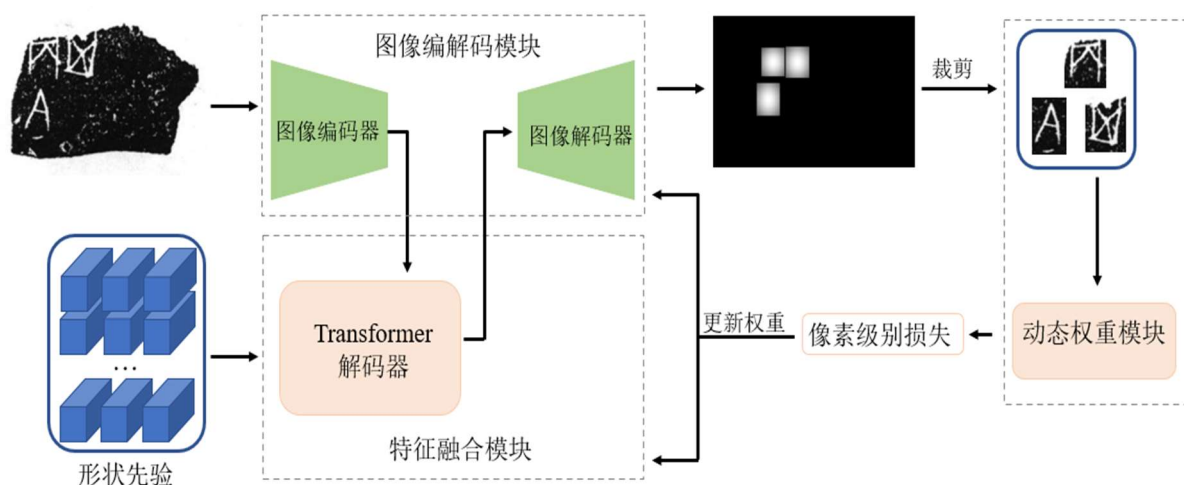 图像编解码模块
图像编码器
图像解码器
裁剪
形状先验
...
Transformer
解码器
特征融合模块
更新权重
像素级别损失
动态权重模块